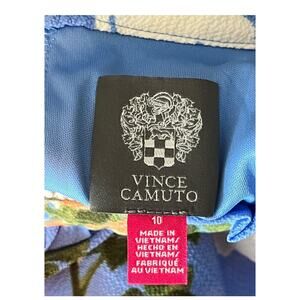 VINCE
CAMUTO
10
MADE IN
VIETNAM/
HECHO EN
VIETNAM/
FABRIQUÉ
AU VIETNAM